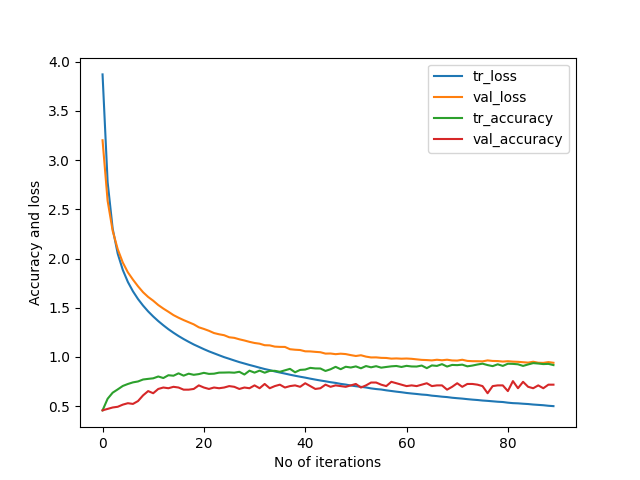 4.0
3.5
3.0
2.5
2.0
1.5
1.0
0.5
Accuracy and loss
tr_loss
val_loss
tr_accuracy
val_accuracy
0 20 40 60 80
No of iterations